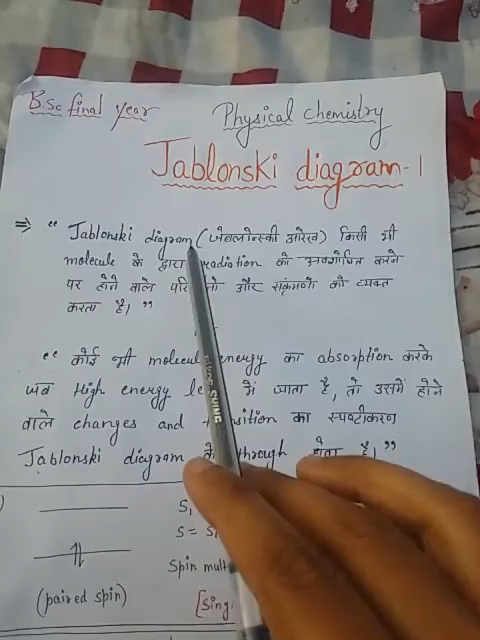 B.Sc final year
Physical chemistry
Jablonski diagram-1
⇒ “ Jablonski diagram (जेबलोन्स्की आरेख) किसी भी
molecule के द्वारा radiation को अवशोषित करने
पर होने वाले और संक्रमणो को व्यक्त
करता है। ”
“ कोई भी molecule energy का absorption करके
जब High energy में जाता है, तो उसमें होने
वाले changes and transition का स्पष्टीकरण
Jablonski diagram के through होता है। ”
S₁
S =
(paired spin)
Spin